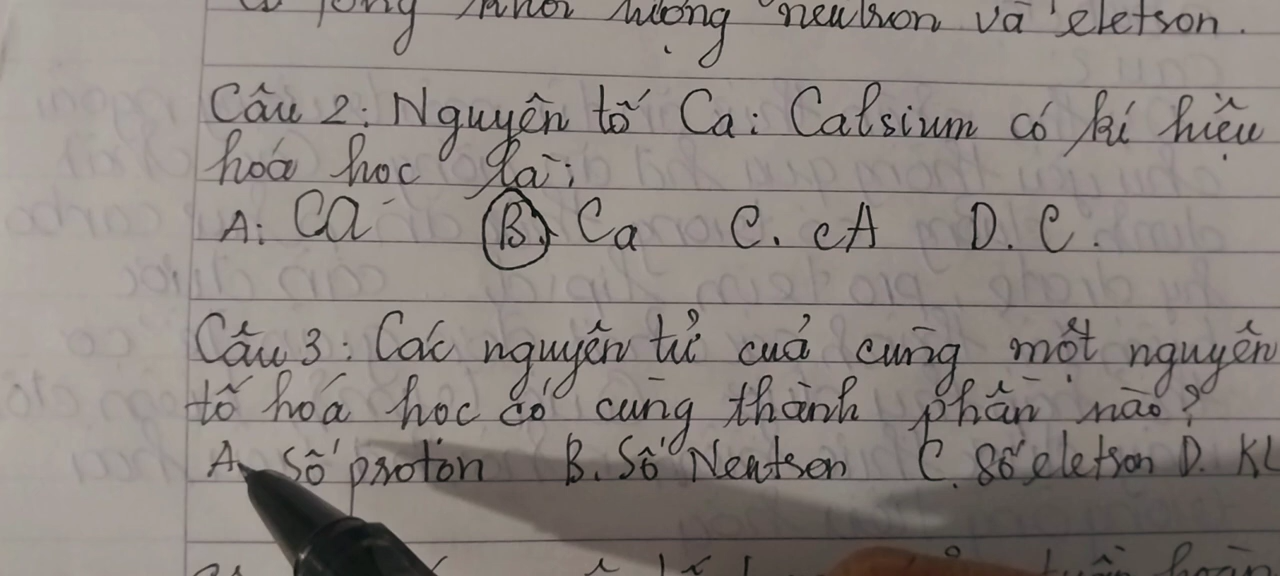 lượng neutron và eletson.
Câu 2: Nguyên tố Ca: Calsium có kí hiệu
hoá học là:
A: Ca B. Ca C. cA D. C.
Câu 3: Các nguyên tử của cùng một nguyên
tố hoá học có cùng thành phần nào?
A. Số proton B. Số Neutson C. Số eletson D. KL